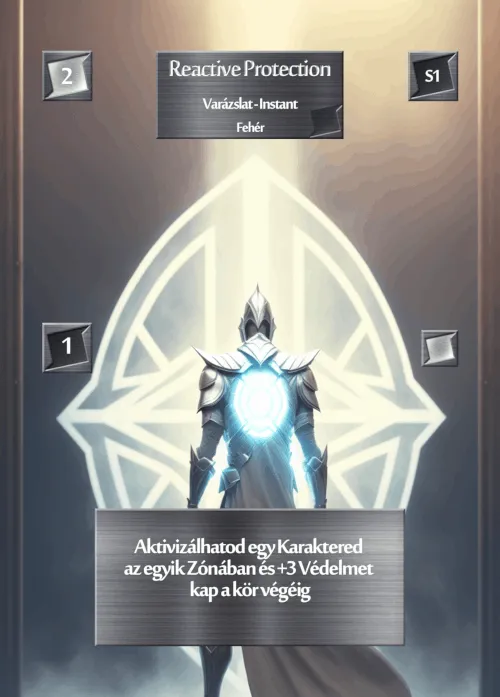 2
Reactive Protection
S1
Varázslat - Instant
Fehér
1
Aktivizálhatod egy Karaktered
az egyik Zónában és +3 Védelmet
kap a kör végéig